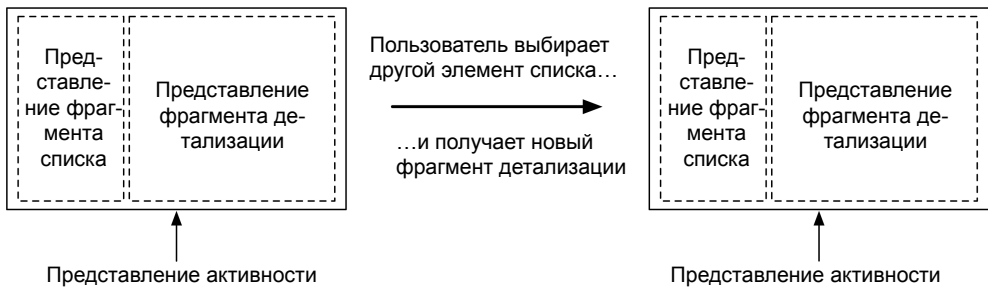 Пред-
ставле-
ние фраг-
мента
списка
Представление
фрагмента де-
тализации
Пользователь выбирает
другой элемент списка…
…и получает новый
фрагмент детализации
Пред-
ставле-
ние фраг-
мента
списка
Представление
фрагмента де-
тализации
Представление активности
Представление активности